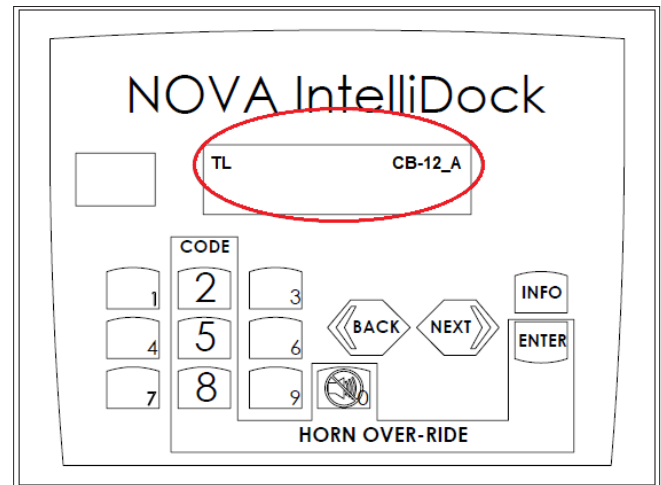 NOVA IntelliDock
TL CB-12_A
CODE
1 2 3
INFO
BACK NEXT
4 5 6
ENTER
7 8 9 0
HORN OVER-RIDE